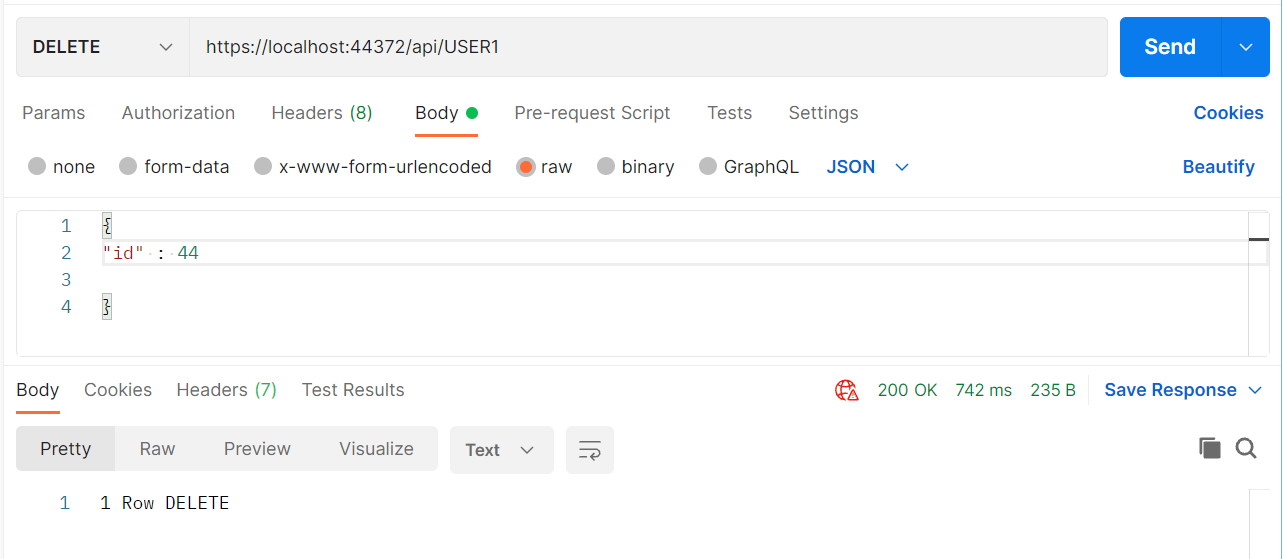 DELETE https://localhost:44372/api/USER1 Send
Params Authorization Headers (8) Body Pre-request Script Tests Settings Cookies
none form-data x-www-form-urlencoded raw binary GraphQL JSON Beautify
1 {
2 "id" : 44
3
4 }
Body Cookies Headers (7) Test Results 200 OK 742 ms 235 B Save Response
Pretty Raw Preview Visualize Text
1 1 Row DELETE